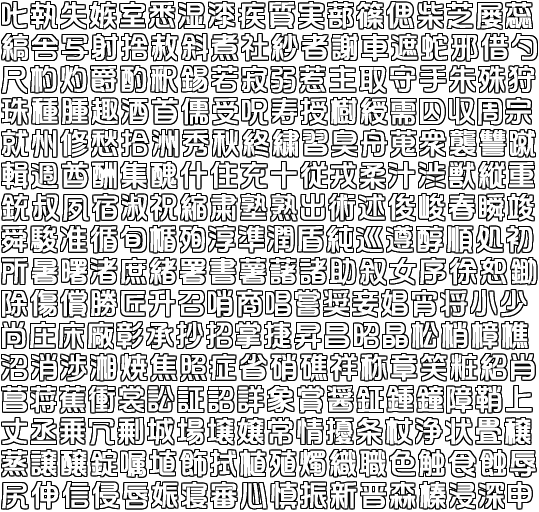 叱執失嫉室悉湿漆疾質実蔀篠偲柴芝屡蕊
縞舎写射捨赦斜煮社紗者謝車遮蛇邪借勺
尺杓灼爵酌釈錫若寂弱惹主取守手朱殊狩
珠種腫趣酒首儒受呪寿授樹綬需囚収周宗
就州修愁拾洲秀秋終繍習臭舟蒐衆襲讐蹴
輯週酋酬集醜什住充十従戎柔汁渋獣縦重
銃叔夙宿淑祝縮粛塾熟出術述俊峻春瞬竣
舜駿准循旬楯殉淳準潤盾純巡遵醇順処初
所暑曙渚庶緒署書薯藷諸助叙女序徐恕鋤
除傷償勝匠升召哨商唱嘗奨妾娼宵将小少
尚庄床廠彰承抄招掌捷昇昌昭晶松梢樟樵
沼消渉湘焼焦照症省硝礁祥称章笑粧紹肖
菖蒋蕉衝裳訟証詔詳象賞醤鉦鍾鐘障鞘上
丈丞乗冗剰城場壌嬢常情擾条杖浄状畳穣
蒸譲醸錠嘱埴飾拭植殖燭織職色触食蝕辱
尻伸信侵唇娠寝審心慎振新晋森榛浸深申